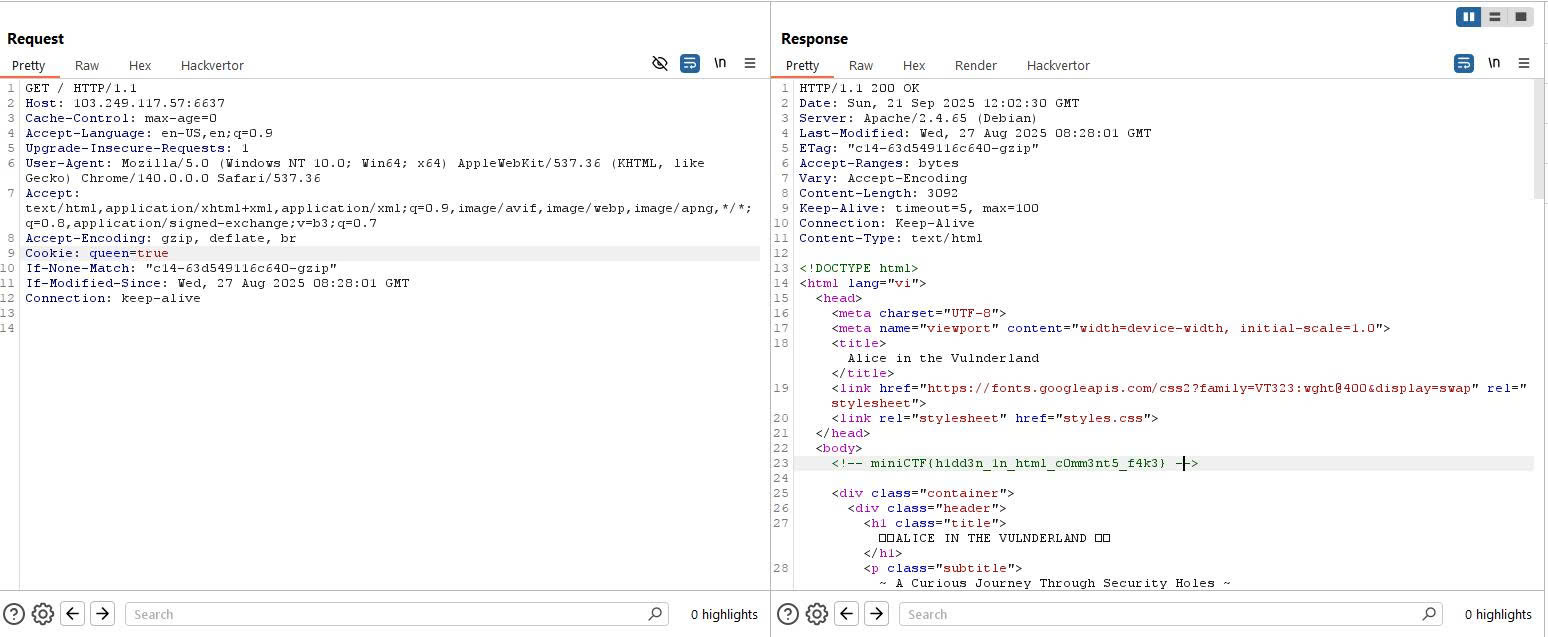 Request
Pretty Raw Hex Hackvertor \n
1 GET / HTTP/1.1
2 Host: 103.249.117.57:6637
3 Cache-Control: max-age=0
4 Accept-Language: en-US,en;q=0.9
5 Upgrade-Insecure-Requests: 1
6 User-Agent: Mozilla/5.0 (Windows NT 10.0; Win64; x64) AppleWebKit/537.36 (KHTML, like
Gecko) Chrome/140.0.0.0 Safari/537.36
7 Accept:
text/html,application/xhtml+xml,application/xml;q=0.9,image/avif,image/webp,image/apng,*/*;
q=0.8,application/signed-exchange;v=b3;q=0.7
8 Accept-Encoding: gzip, deflate, br
9 Cookie: queen=true
10 If-None-Match: "c14-63d549116c640-gzip"
11 If-Modified-Since: Wed, 27 Aug 2025 08:28:01 GMT
12 Connection: keep-alive
13
14
Search 0 highlights
Response
Pretty Raw Hex Render Hackvertor \n
1 HTTP/1.1 200 OK
2 Date: Sun, 21 Sep 2025 12:02:30 GMT
3 Server: Apache/2.4.65 (Debian)
4 Last-Modified: Wed, 27 Aug 2025 08:28:01 GMT
5 ETag: "c14-63d549116c640-gzip"
6 Accept-Ranges: bytes
7 Vary: Accept-Encoding
8 Content-Length: 3092
9 Keep-Alive: timeout=5, max=100
10 Connection: Keep-Alive
11 Content-Type: text/html
12
13 <!DOCTYPE html>
14 <html lang="vi">
15 <head>
16 <meta charset="UTF-8">
17 <meta name="viewport" content="width=device-width, initial-scale=1.0">
18 <title>
Alice in the Vulnderland
</title>
19 <link href="https://fonts.googleapis.com/css2?family=VT323:wght@400&display=swap" rel="
stylesheet">
20 <link rel="stylesheet" href="styles.css">
21 </head>
22 <body>
23 <!-- miniCTF{h1dd3n_1n_html_c0mm3nt5_f4k3} -->
24
25 <div class="container">
26 <div class="header">
27 <h1 class="title">
□□ALICE IN THE VULNDERLAND □□
</h1>
28 <p class="subtitle">
~ A Curious Journey Through Security Holes ~
Search 0 highlights